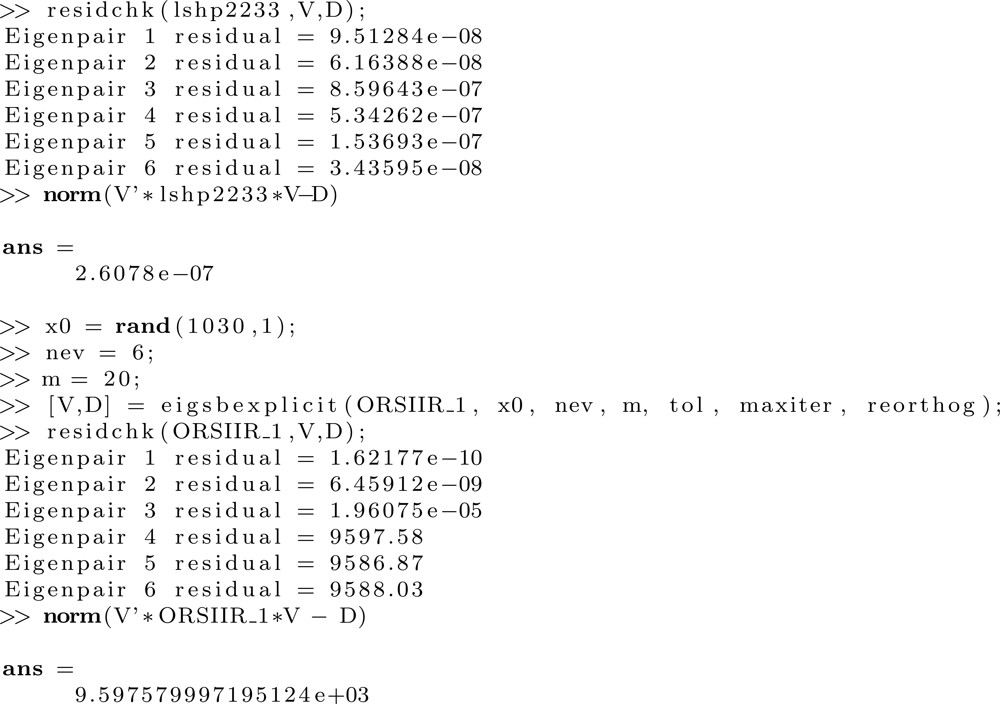 >> residchk(lshp2233,V,D);
Eigenpair 1 residual = 9.51284e−08
Eigenpair 2 residual = 6.16388e−08
Eigenpair 3 residual = 8.59643e−07
Eigenpair 4 residual = 5.34262e−07
Eigenpair 5 residual = 1.53693e−07
Eigenpair 6 residual = 3.43595e−08
>> norm(V'*lshp2233*V−D)
ans =
2.6078e−07
>> x0 = rand(1030,1);
>> nev = 6;
>> m = 20;
>> [V,D] = eigsbexplicit(ORSIIR_1, x0, nev, m, tol, maxiter, reorthog);
>> residchk(ORSIIR_1,V,D);
Eigenpair 1 residual = 1.62177e−10
Eigenpair 2 residual = 6.45912e−09
Eigenpair 3 residual = 1.96075e−05
Eigenpair 4 residual = 9597.58
Eigenpair 5 residual = 9586.87
Eigenpair 6 residual = 9588.03
>> norm(V'*ORSIIR_1*V − D)
ans =
9.597579997195124e+03